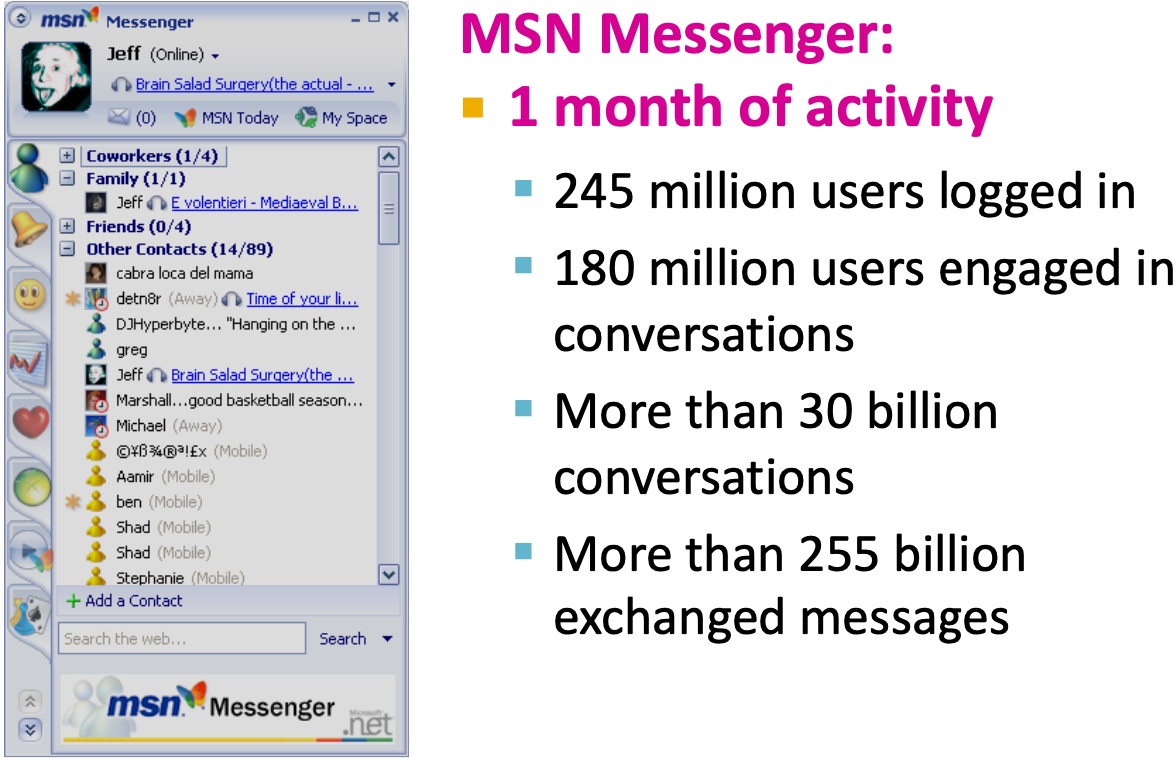 msn Messenger
Jeff (Online)
Brain Salad Surgery(the actual - ...
(0) MSN Today My Space
Coworkers (1/4)
Family (1/1)
Jeff E volentieri - Mediaeval B...
Friends (0/4)
Other Contacts (14/89)
cabra loca del mama
detn8r (Away) Time of your li...
DJHyperbyte... "Hanging on the ...
greg
Jeff Brain Salad Surgery(the ...
Marshall...good basketball season...
Michael (Away)
©¥ß¾®ª!£x (Mobile)
Aamir (Mobile)
ben (Mobile)
Shad (Mobile)
Shad (Mobile)
Stephanie (Mobile)
+ Add a Contact
Search the web... Search
msn Messenger
Microsoft .net
MSN Messenger:
1 month of activity
245 million users logged in
180 million users engaged in
conversations
More than 30 billion
conversations
More than 255 billion
exchanged messages